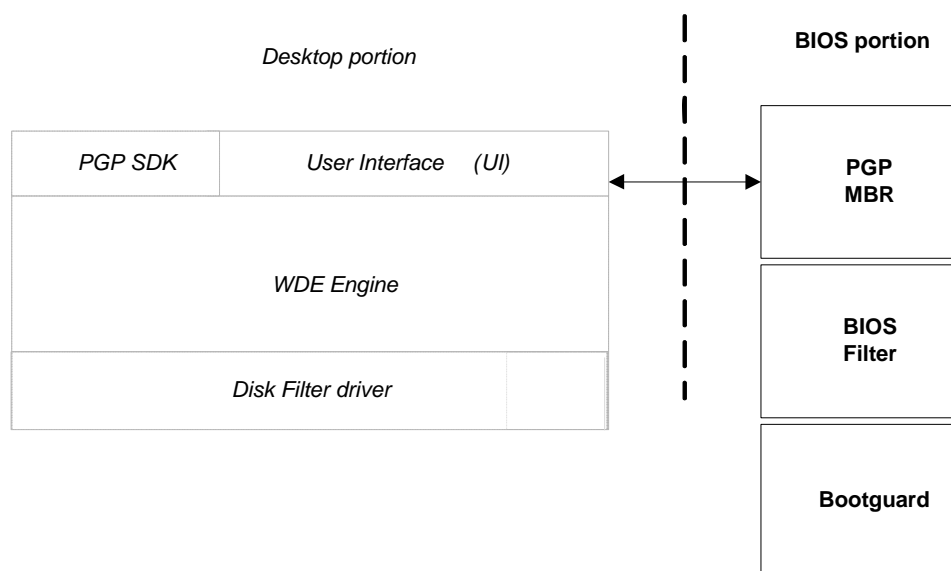 Desktop portion
BIOS portion
PGP SDK
User Interface (UI)
PGP
MBR
WDE Engine
BIOS
Filter
Disk Filter driver
Bootguard